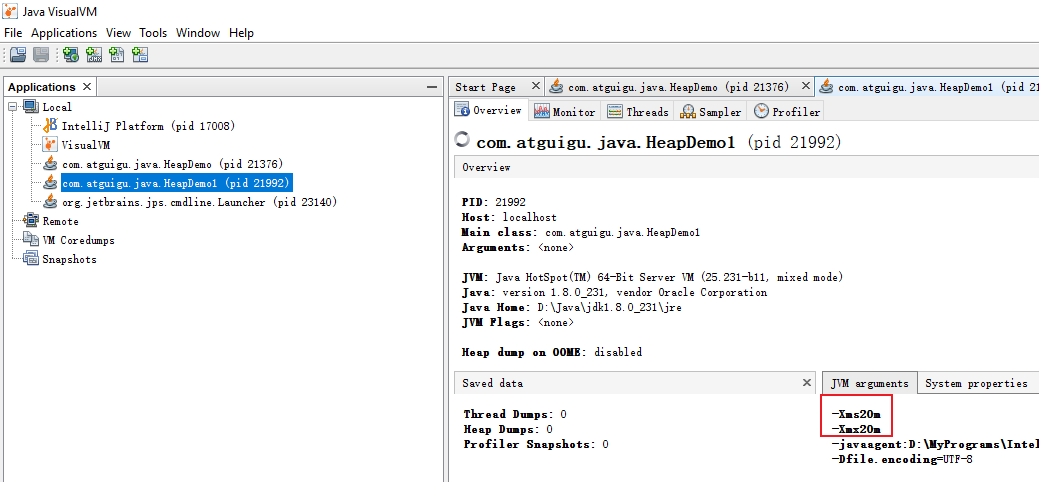 Java VisualVM
File Applications View Tools Window Help
Applications
Local
IntelliJ Platform (pid 17008)
VisualVM
com.atguigu.java.HeapDemo (pid 21376)
com.atguigu.java.HeapDemo1 (pid 21992)
org.jetbrains.jps.cmdline.Launcher (pid 23140)
Remote
VM Coredumps
Snapshots
Start Page com.atguigu.java.HeapDemo (pid 21376) com.atguigu.java.HeapDemo1 (pid 21
Overview Monitor Threads Sampler Profiler
com.atguigu.java.HeapDemo1 (pid 21992)
Overview
PID: 21992
Host: localhost
Main class: com.atguigu.java.HeapDemo1
Arguments: <none>
JVM: Java HotSpot(TM) 64-Bit Server VM (25.231-b11, mixed mode)
Java: version 1.8.0_231, vendor Oracle Corporation
Java Home: D:\Java\jdk1.8.0_231\jre
JVM Flags: <none>
Heap dump on OOME: disabled
Saved data
Thread Dumps: 0
Heap Dumps: 0
Profiler Snapshots: 0
JVM arguments System properties
-Xms20m
-Xmx20m
-javaagent:D:\MyPrograms\Intel
-Dfile.encoding=UTF-8